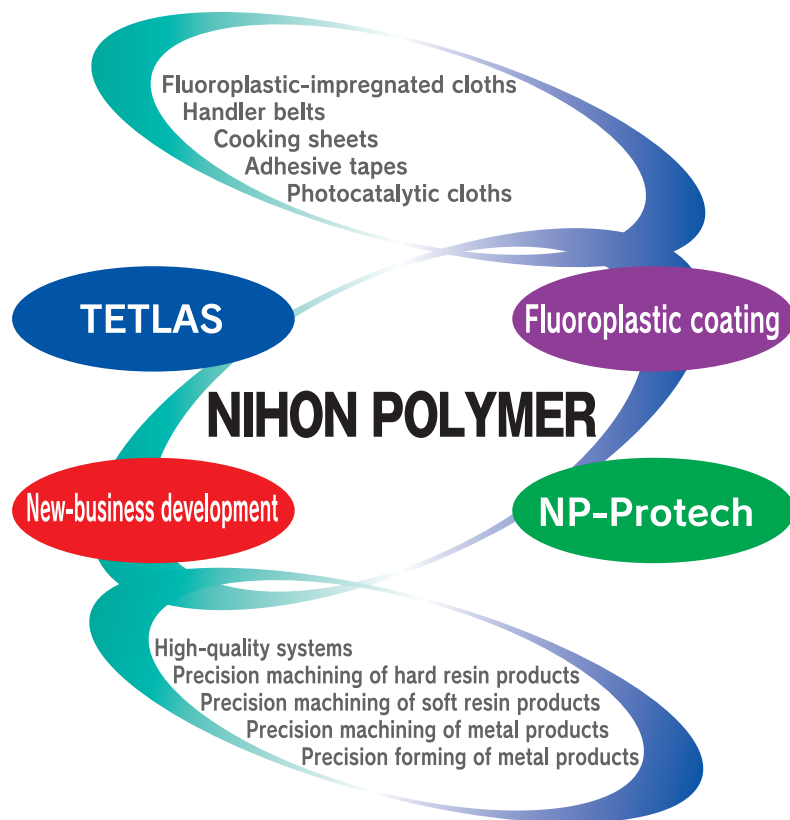 Fluoroplastic-impregnated cloths
Handler belts
Cooking sheets
Adhesive tapes
Photocatalytic cloths
TETLAS
Fluoroplastic coating
NIHON POLYMER
New-business development
NP-Protech
High-quality systems
Precision machining of hard resin products
Precision machining of soft resin products
Precision machining of metal products
Precision forming of metal products